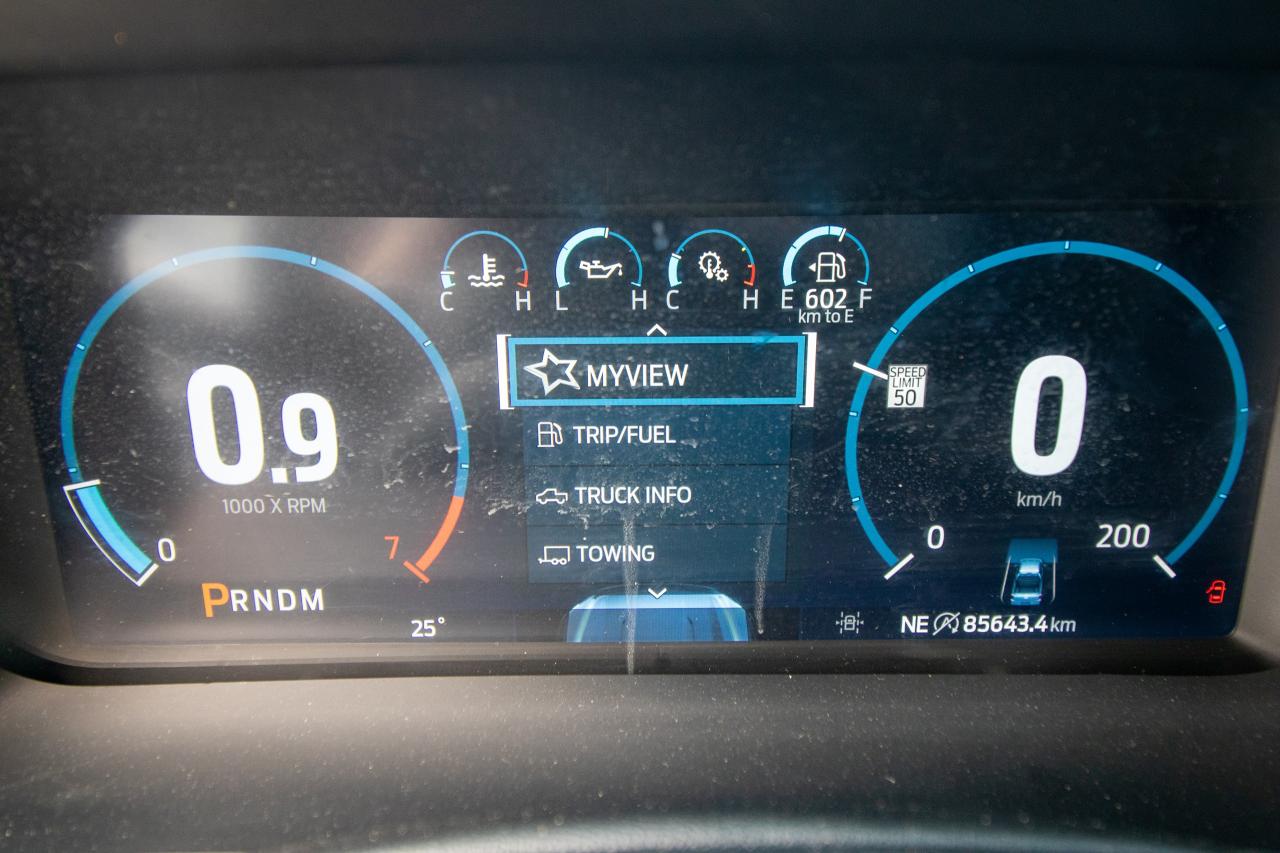 C H
L H
C H
E 602 F
km to E
MYVIEW
TRIP/FUEL
TRUCK INFO
TOWING
0.9
1000 X RPM
0
7
PRNDM
25°
SPEED
LIMIT
50
0
km/h
0
200
NE 85643.4 km